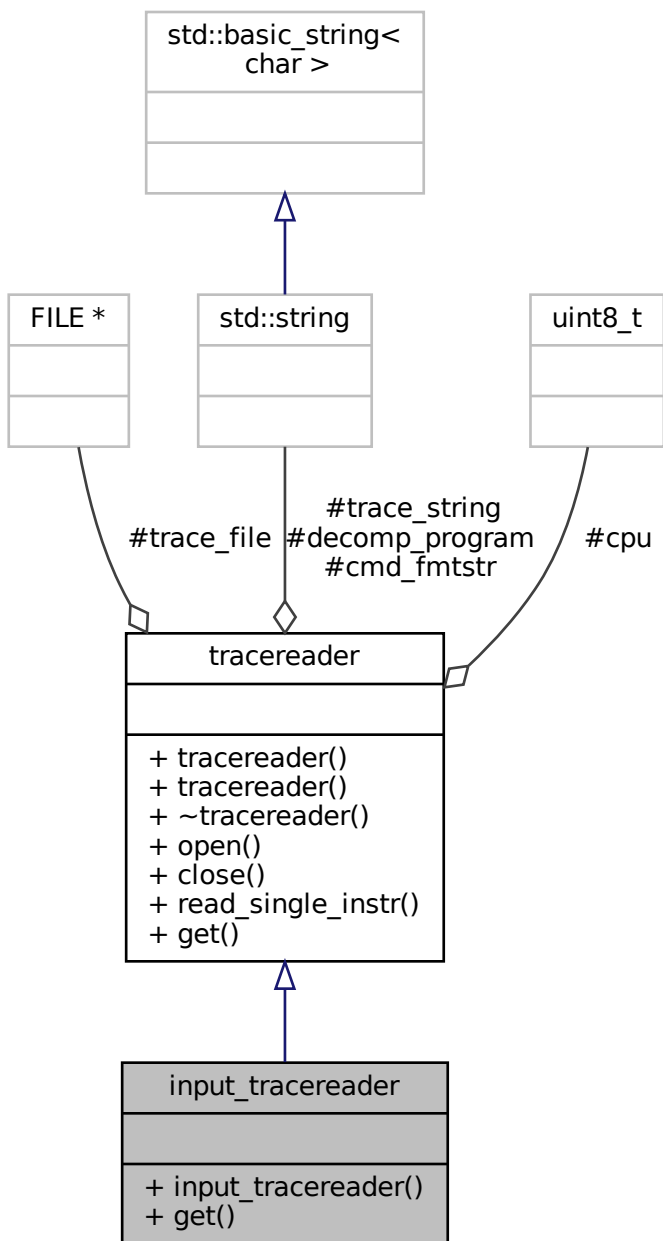 std::basic_string<
char >
FILE *
std::string
uint8_t
#trace_string
#trace_file
#decomp_program
#cpu
#cmd_fmtstr
tracereader
+ tracereader()
+ tracereader()
+ ~tracereader()
+ open()
+ close()
+ read_single_instr()
+ get()
input_tracereader
+ input_tracereader()
+ get()